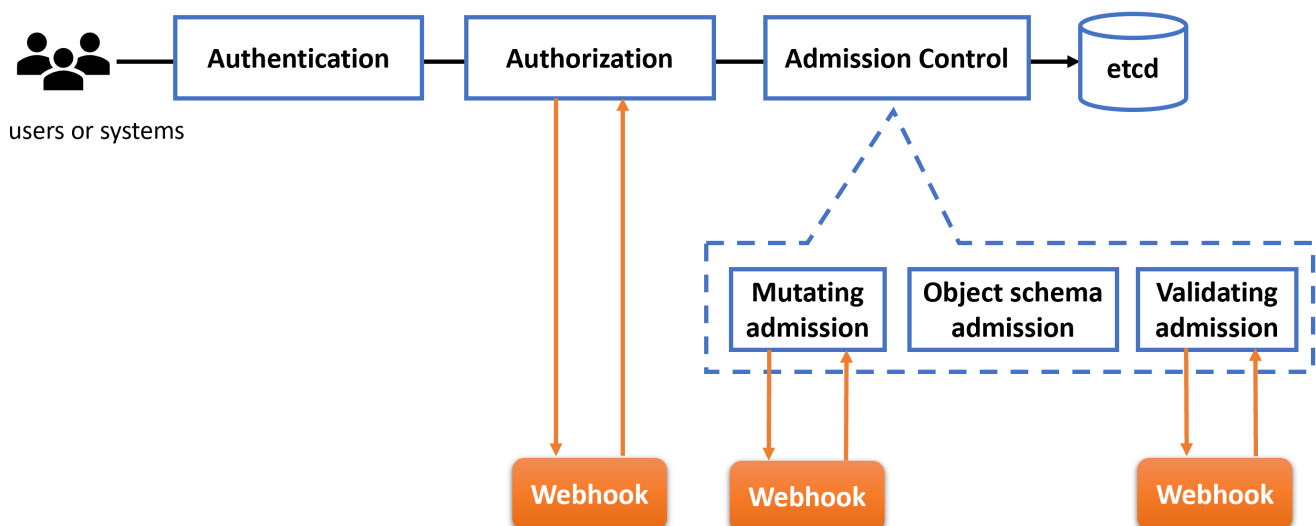 Authentication
Authorization
Admission Control
etcd
users or systems
Mutating
admission
Object schema
admission
Validating
admission
Webhook
Webhook
Webhook